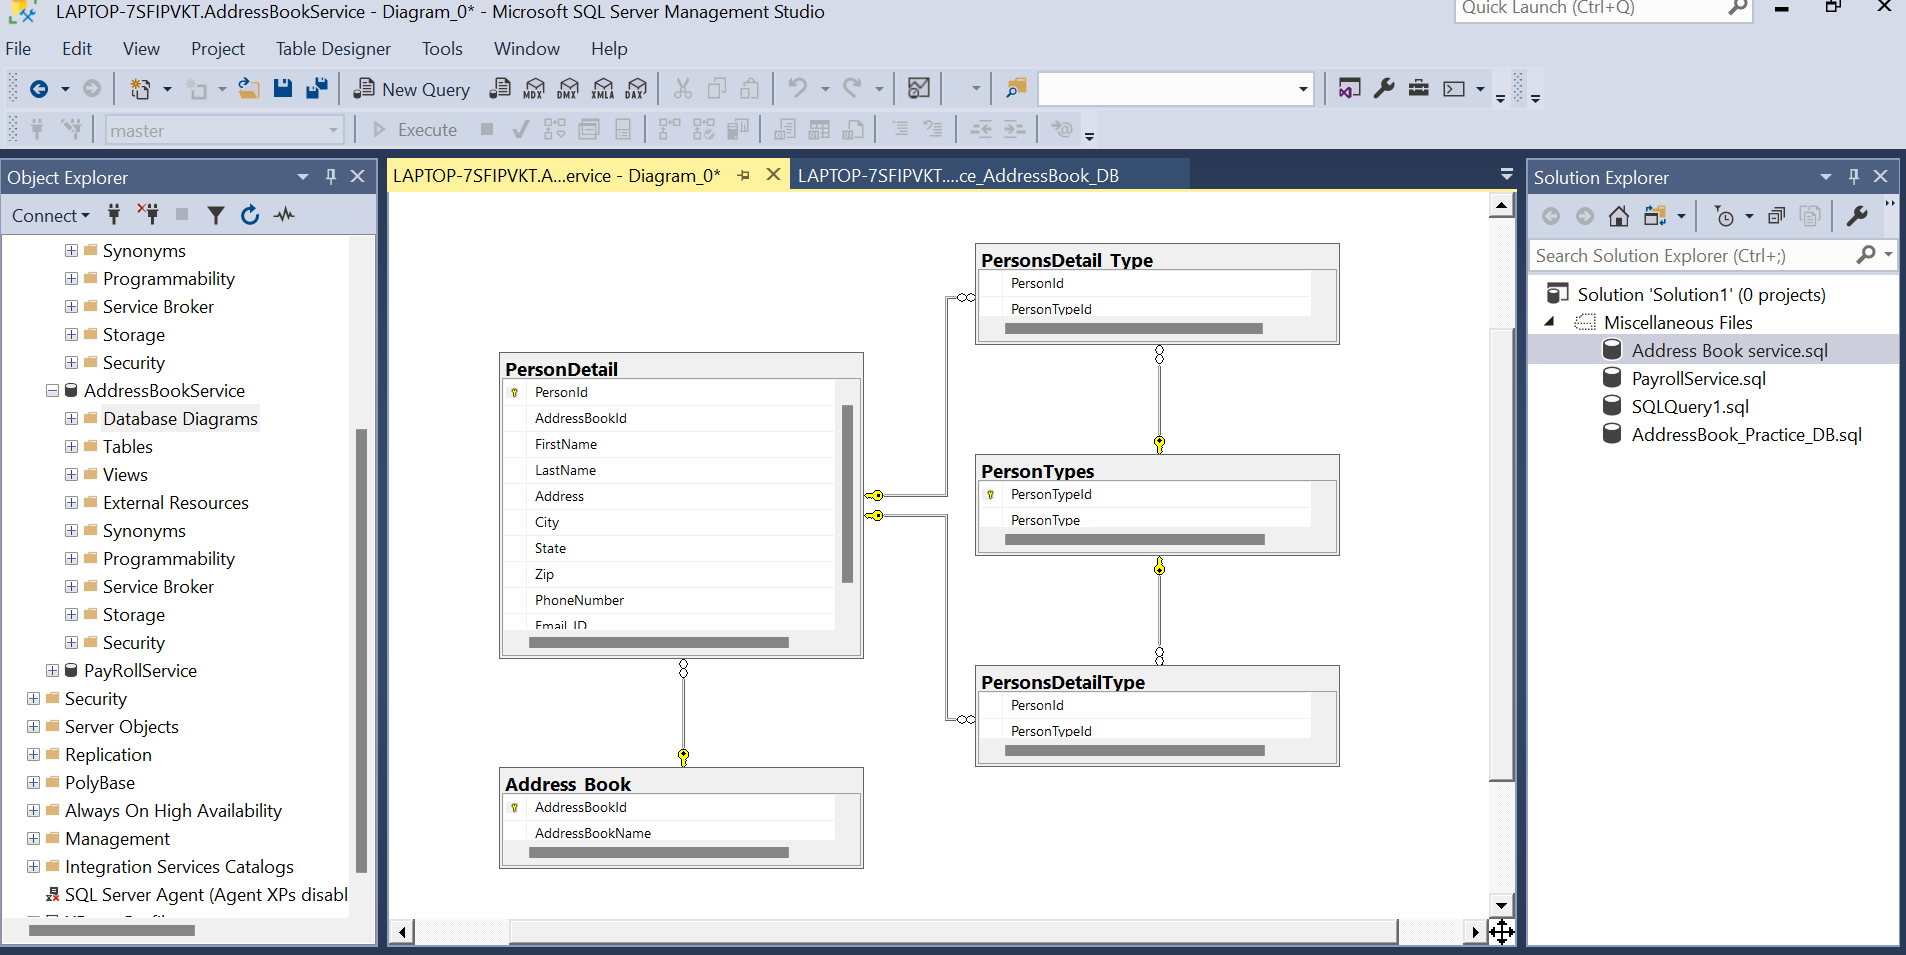 LAPTOP-7SFIPVKT.AddressBookService - Diagram_0* - Microsoft SQL Server Management Studio
Quick Launch (Ctrl+Q)
File Edit View Project Table Designer Tools Window Help
New Query MDX DMX XMLA DAX
master Execute
Object Explorer
Connect
Synonyms
Programmability
Service Broker
Storage
Security
AddressBookService
Database Diagrams
Tables
Views
External Resources
Synonyms
Programmability
Service Broker
Storage
Security
PayRollService
Security
Server Objects
Replication
PolyBase
Always On High Availability
Management
Integration Services Catalogs
SQL Server Agent (Agent XPs disabl
LAPTOP-7SFIPVKT.A...ervice - Diagram_0*
LAPTOP-7SFIPVKT....ce_AddressBook_DB
PersonDetail
PersonId
AddressBookId
FirstName
LastName
Address
City
State
Zip
PhoneNumber
Email_ID
Address_Book
AddressBookId
AddressBookName
PersonsDetail_Type
PersonId
PersonTypeId
PersonTypes
PersonTypeId
PersonType
PersonsDetailType
PersonId
PersonTypeId
Solution Explorer
Search Solution Explorer (Ctrl+;)
Solution 'Solution1' (0 projects)
Miscellaneous Files
Address Book service.sql
PayrollService.sql
SQLQuery1.sql
AddressBook_Practice_DB.sql